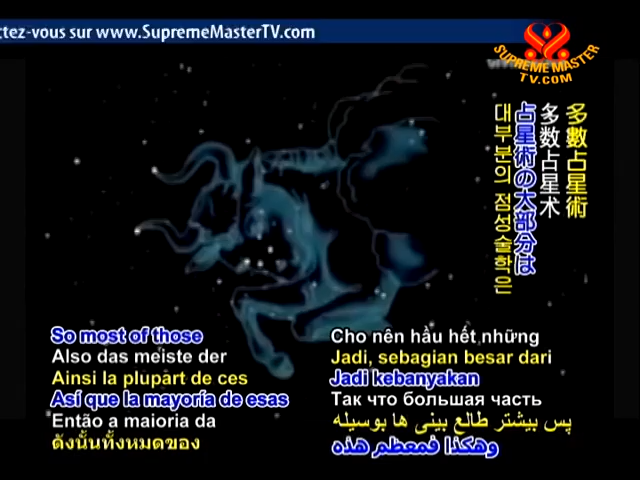 ctez-vous sur www.SupremeMasterTV.com
SUPREME MASTER
TV.COM
多數占星術
多数占星术
占星術の大部分は
대부분의 점성술학은
So most of those
Also das meiste der
Ainsi la plupart de ces
Así que la mayoría de esas
Então a maioria da
ดังนั้นทั้งหมดของ
Cho nên hầu hết những
Jadi, sebagian besar dari
Jadi kebanyakan
Так что большая часть
پس بیشتر طالع بینی ها بوسیله
وهكذا فمعظم هذه